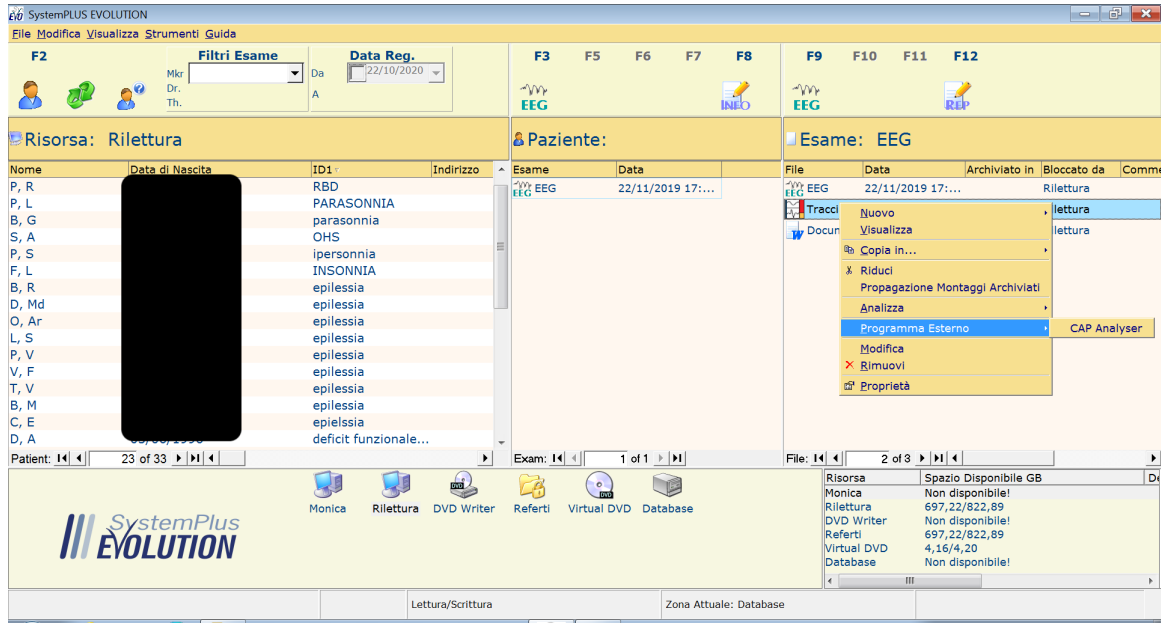 SystemPLUS EVOLUTION
File Modifica Visualizza Strumenti Guida
F2 Filtri Esame Data Reg. F3 F5 F6 F7 F8 F9 F10 F11 F12
Mkr Da 22/10/2020
Dr.
Th. A
EEG INFO EEG REP
Risorsa: Rilettura Paziente: Esame: EEG
Nome Data di Nascita ID1 Indirizzo Esame Data File Data Archiviato in Bloccato da Comme
P, R RBD EEG 22/11/2019 17:... EEG 22/11/2019 17:... Rilettura
P, L PARASONNIA Tracci lettura
B, G parasonnia Docun lettura
S, A OHS
P, S ipersonnia
F, L INSONNIA
B, R epilessia
D, Md epilessia
O, Ar epilessia
L, S epilessia
P, V epilessia
V, F epilessia
T, V epilessia
B, M epilessia
C, E epielssia
D, A deficit funzionale...
Nuovo
Visualizza
Copia in...
Riduci
Propagazione Montaggi Archiviati
Analizza
Programma Esterno CAP Analyser
Modifica
Rimuovi
Proprietà
Patient: 23 of 33 Exam: 1 of 1 File: 2 of 3
Monica Rilettura DVD Writer Referti Virtual DVD Database
SystemPlus
EVOLUTION
Risorsa Spazio Disponibile GB De
Monica Non disponibile!
Rilettura 697,22/822,89
DVD Writer Non disponibile!
Referti 697,22/822,89
Virtual DVD 4,16/4,20
Database Non disponibile!
Lettura/Scrittura Zona Attuale: Database